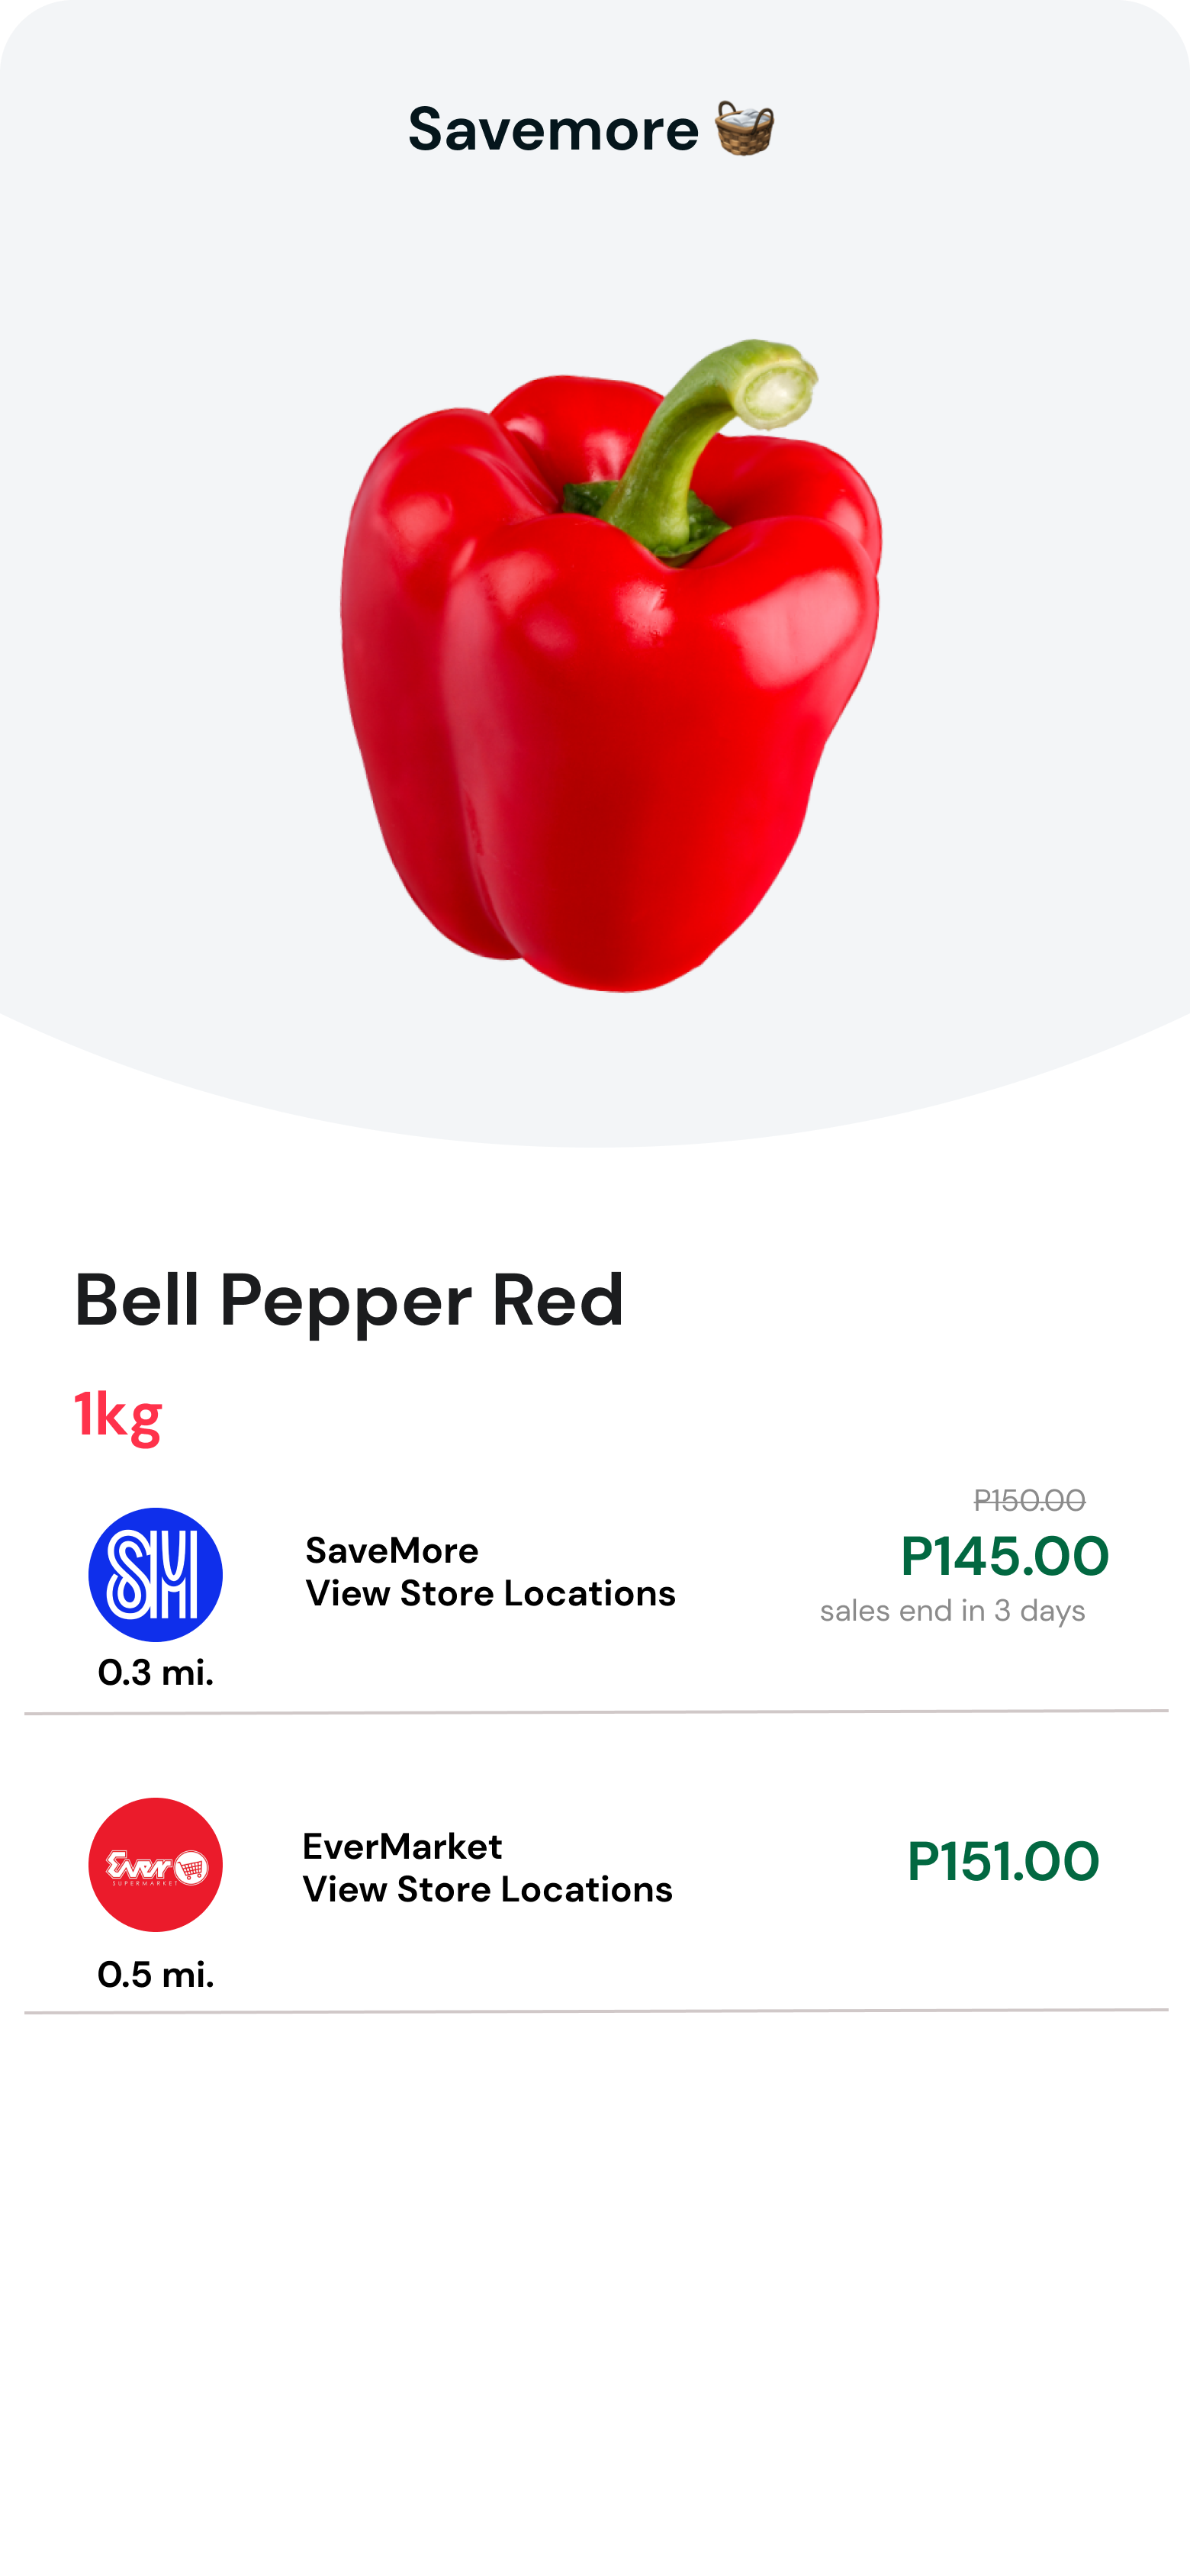 Savemore
Bell Pepper Red
1kg
SM
SaveMore
View Store Locations
P150.00
P145.00
sales end in 3 days
0.3 mi.
Ever
SUPERMARKET
EverMarket
View Store Locations
P151.00
0.5 mi.